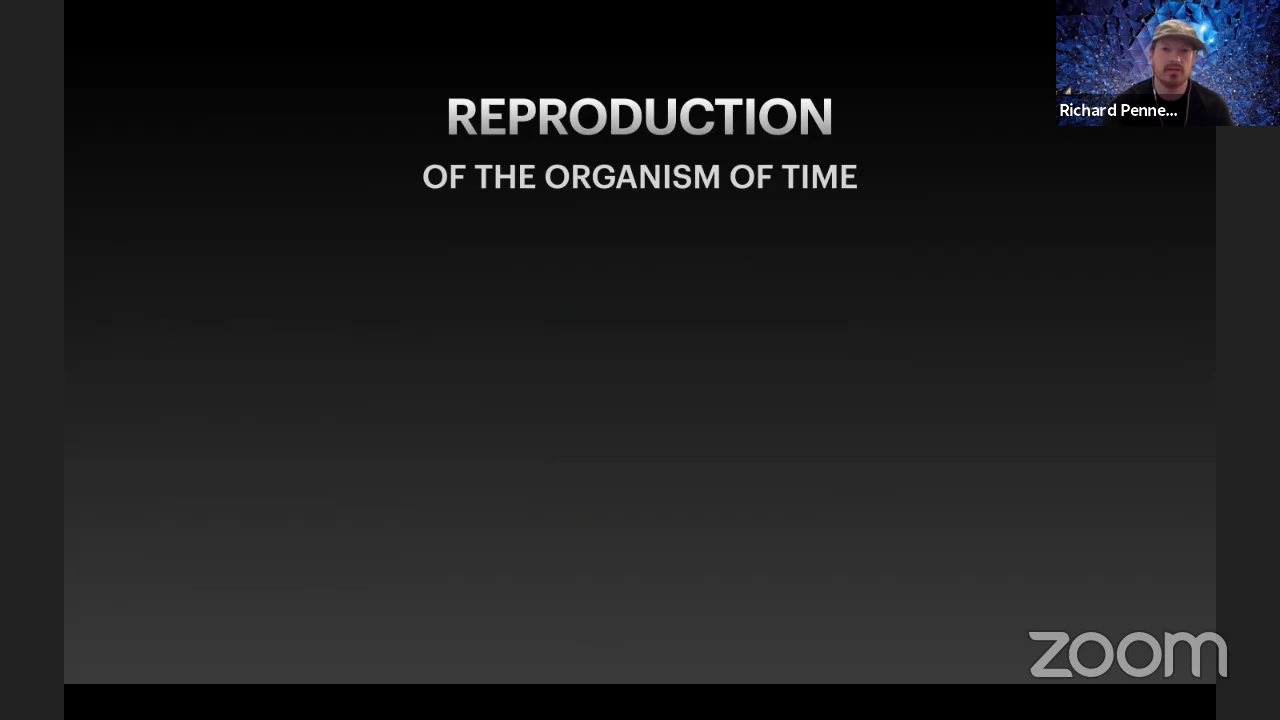 REPRODUCTION
OF THE ORGANISM OF TIME
Richard Penne...
zoom